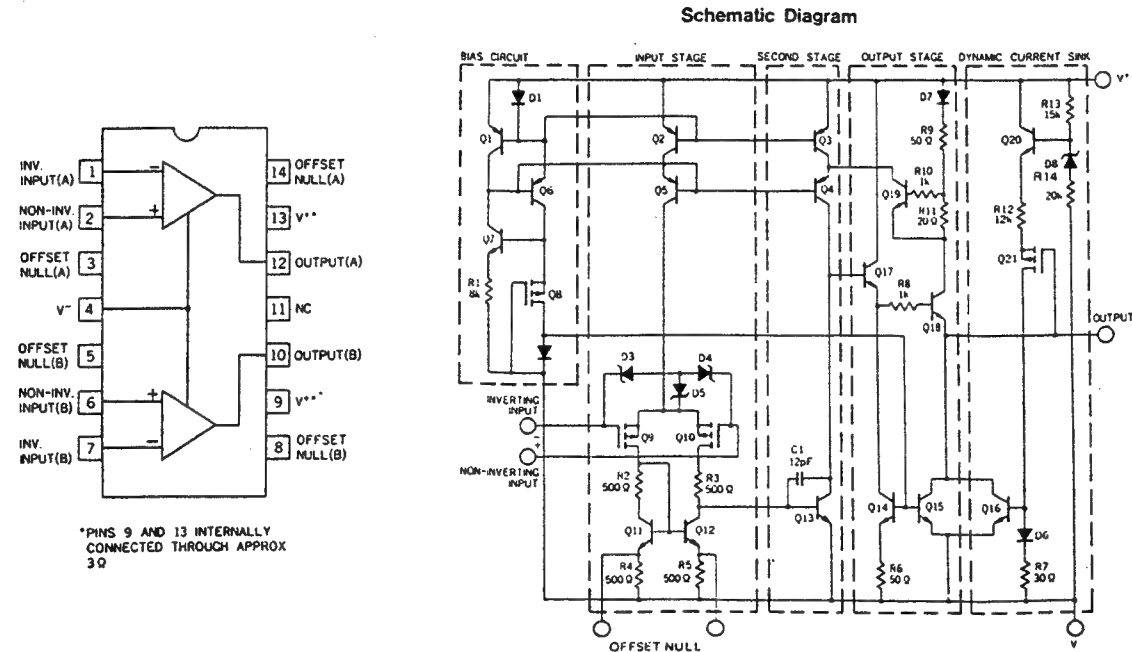 Schematic Diagram
BIAS CIRCUIT
INPUT STAGE
SECOND STAGE
OUTPUT STAGE
DYNAMIC CURRENT SINK
V+
D1
D7
R13
15k
Q1
Q2
Q3
R9
50 Ω
Q20
D8
R14
20k
Q6
Q5
Q4
R10
1k
Q19
R11
20Ω
R12
12k
Q7
Q21
R1
8k
Q8
Q17
R8
1k
Q18
OUTPUT
D3
D4
D5
INVERTING
INPUT
Q9
Q10
-
+
NON-INVERTING
INPUT
C1
12pF
R2
500 Ω
R3
500 Ω
Q13
Q14
Q15
Q16
Q11
Q12
D6
R4
500 Ω
R5
500 Ω
R6
50 Ω
R7
30 Ω
OFFSET NULL
V
INV.
INPUT(A)
1
-
14
OFFSET
NULL(A)
NON-INV.
INPUT(A)
2
+
13
V+*
OFFSET
NULL(A)
3
12
OUTPUT(A)
V-
4
11
NC
OFFSET
NULL(B)
5
10
OUTPUT(B)
NON-INV.
INPUT(B)
6
+
9
V+*
INV.
INPUT(B)
7
-
8
OFFSET
NULL(B)
*PINS 9 AND 13 INTERNALLY
CONNECTED THROUGH APPROX
3Ω